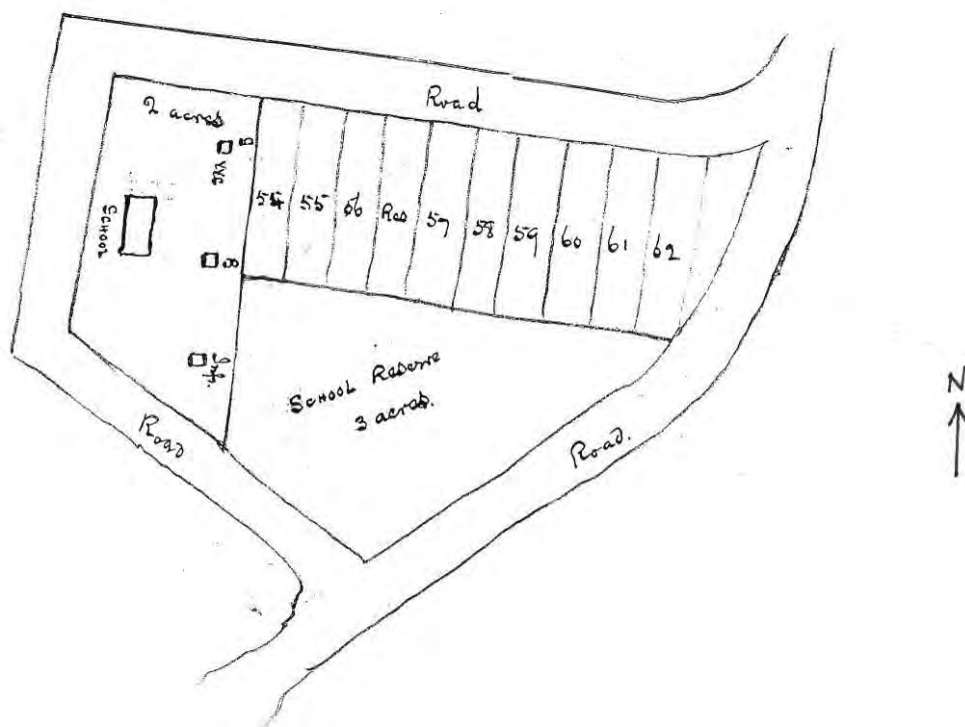 Road
2 acres
G
54
55
56
Res
57
58
59
60
61
62
SCHOOL
B
SCHOOL RESERVE
3 acres.
Road
Road.
N